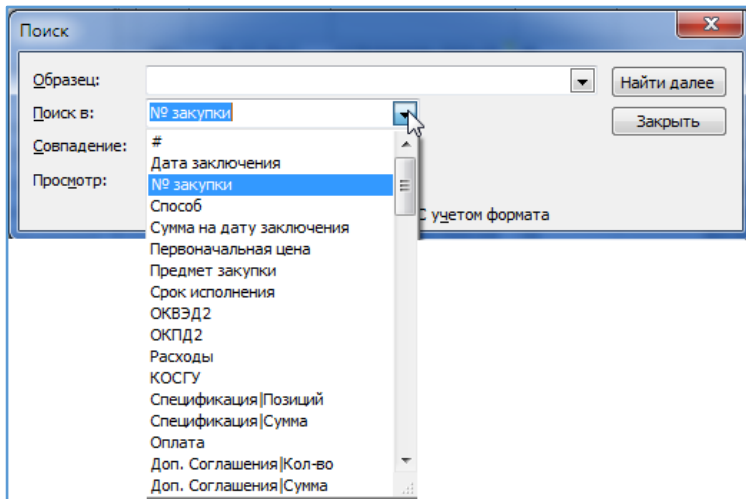 Поиск
Образец:
Найти далее
Поиск в: № закупки
Закрыть
Совпадение:
Просмотр:
#
Дата заключения
№ закупки
Способ
С учетом формата
Сумма на дату заключения
Первоначальная цена
Предмет закупки
Срок исполнения
ОКВЭД2
ОКПД2
Расходы
КОСГУ
Спецификация|Позиций
Спецификация|Сумма
Оплата
Доп. Соглашения|Кол-во
Доп. Соглашения|Сумма